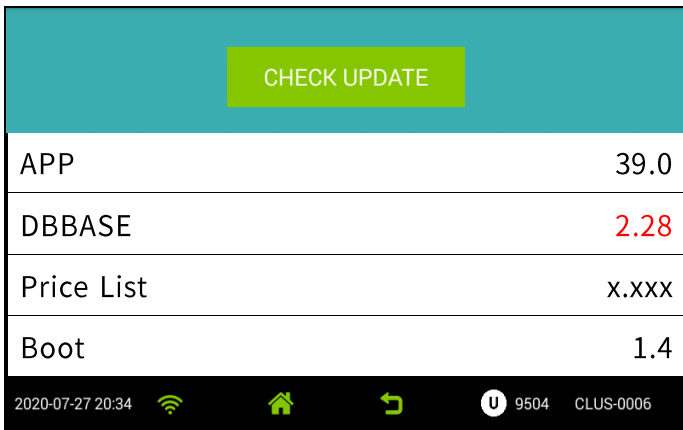 CHECK UPDATE
APP 39.0
DBBASE 2.28
Price List x.xxx
Boot 1.4
2020-07-27 20:34 U 9504 CLUS-0006